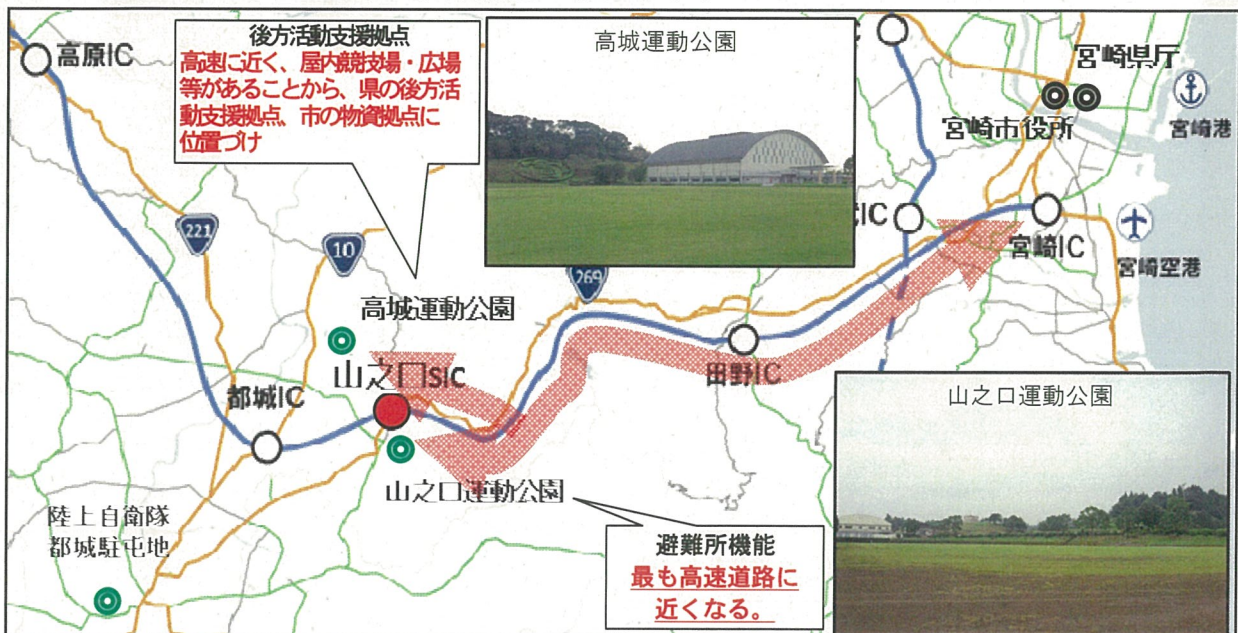 高原IC
後方活動支援拠点
高速に近く、屋内競技場・広場
等があることから、県の後方活
動支援拠点、市の物資拠点に
位置づけ
高城運動公園
宮崎県庁
宮崎市役所
宮崎港
IC
宮崎IC
宮崎空港
221
10
269
高城運動公園
山之口SIC
都城IC
田野IC
山之口運動公園
山之口運動公園
陸上自衛隊
都城駐屯地
避難所機能
最も高速道路に
近くなる。